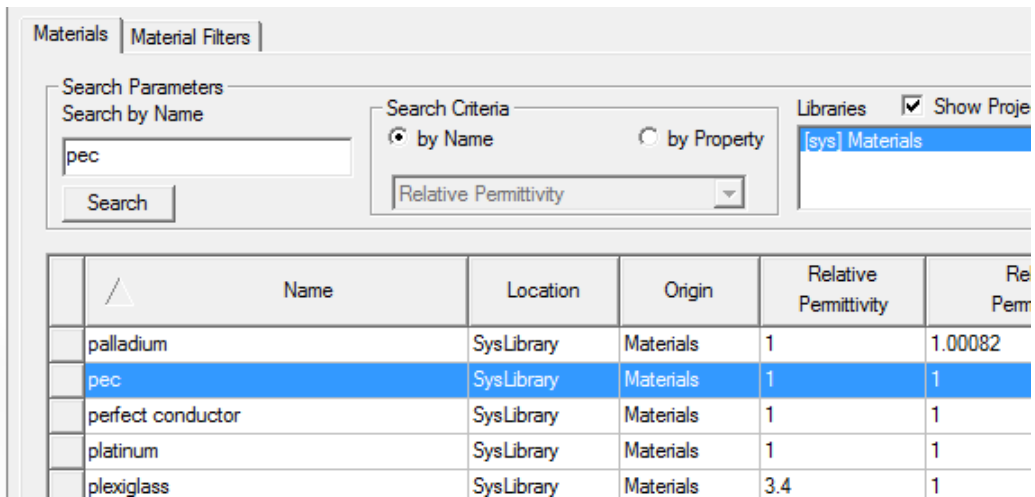 Materials Material Filters
Search Parameters
Search by Name Search Criteria Libraries Show Proje
by Name by Property
pec [sys] Materials
Search Relative Permittivity
Name Location Origin Relative Permittivity Rel Perm
palladium SysLibrary Materials 1 1.00082
pec SysLibrary Materials 1 1
perfect conductor SysLibrary Materials 1 1
platinum SysLibrary Materials 1 1
plexiglass SysLibrary Materials 3.4 1